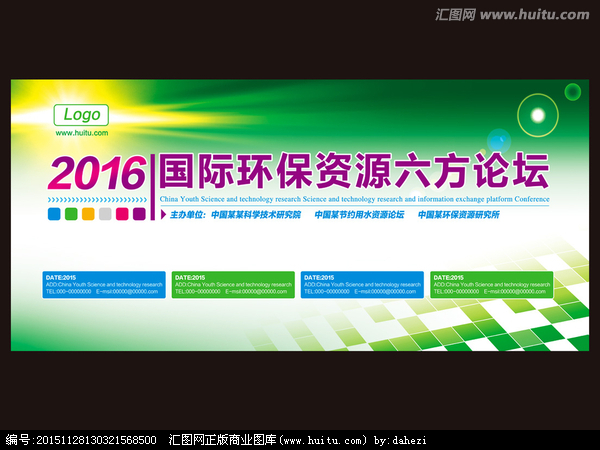 汇图网 www.huitu.com
Logo
www.huitu.com
2016国际环保资源六方论坛
China Youth Science and technology research Science and technology research and information exchange platform Conference
主办单位：中国某某科学技术研究院 中国某节约用水资源论坛 中国某环保资源研究所
DATE:2015
ADD:China Youth Science and technology research
TEL:000-00000000 E-mail:00000@00000.com
DATE:2015
ADD:China Youth Science and technology research
TEL:000-00000000 E-mail:00000@00000.com
DATE:2015
ADD:China Youth Science and technology research
TEL:000-00000000 E-mail:00000@00000.com
DATE:2015
ADD:China Youth Science and technology research
TEL:000-00000000 E-mail:00000@00000.com
编号:20151128130321568500 汇图网正版商业图库(www.huitu.com) by:dahezi